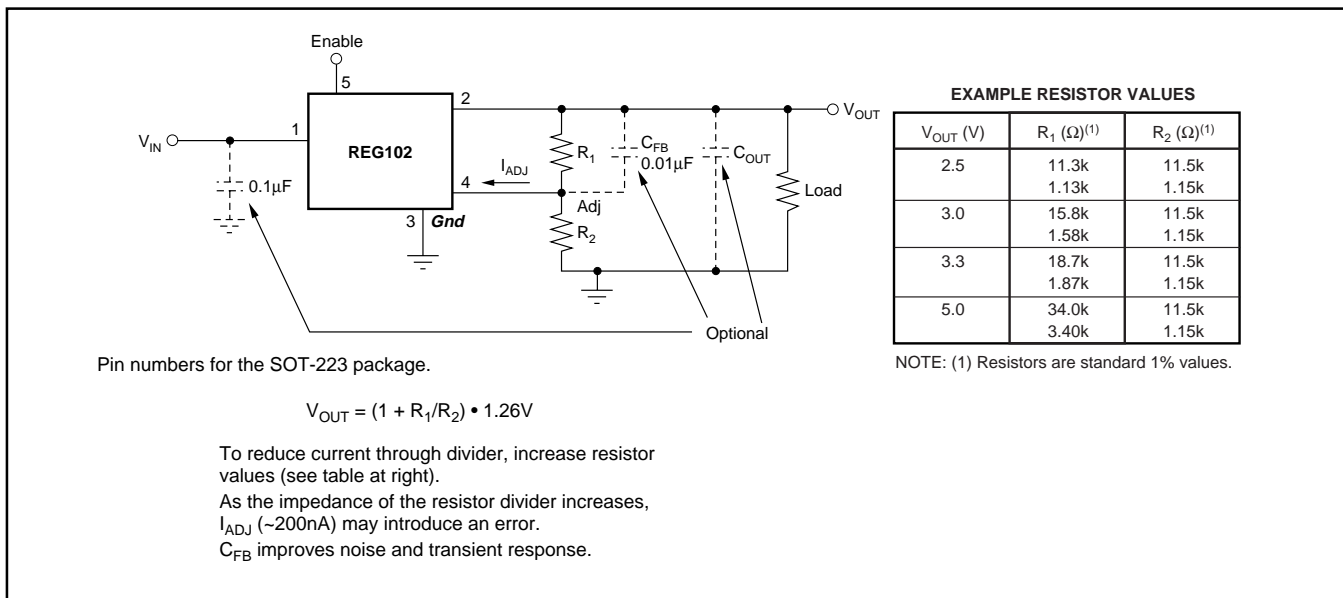 Enable
5
2
V_OUT
V_IN
1
REG102
R_1
C_FB
0.01μF
C_OUT
I_ADJ
4
Load
0.1μF
Adj
3 Gnd
R_2
Optional
Pin numbers for the SOT-223 package.
V_OUT = (1 + R_1/R_2) • 1.26V
To reduce current through divider, increase resistor
values (see table at right).
As the impedance of the resistor divider increases,
I_ADJ (~200nA) may introduce an error.
C_FB improves noise and transient response.
EXAMPLE RESISTOR VALUES
V_OUT (V) R_1 (Ω)(1) R_2 (Ω)(1)
2.5 11.3k 11.5k
1.13k 1.15k
3.0 15.8k 11.5k
1.58k 1.15k
3.3 18.7k 11.5k
1.87k 1.15k
5.0 34.0k 11.5k
3.40k 1.15k
NOTE: (1) Resistors are standard 1% values.